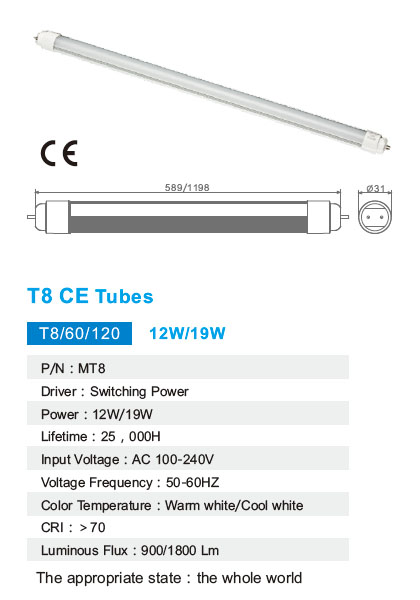 CE
589/1198
Ø31
T8 CE Tubes
T8/60/120 12W/19W
P/N：MT8
Driver：Switching Power
Power：12W/19W
Lifetime：25，000H
Input Voltage：AC 100-240V
Voltage Frequency：50-60HZ
Color Temperature：Warm white/Cool white
CRI：＞70
Luminous Flux：900/1800 Lm
The appropriate state：the whole world